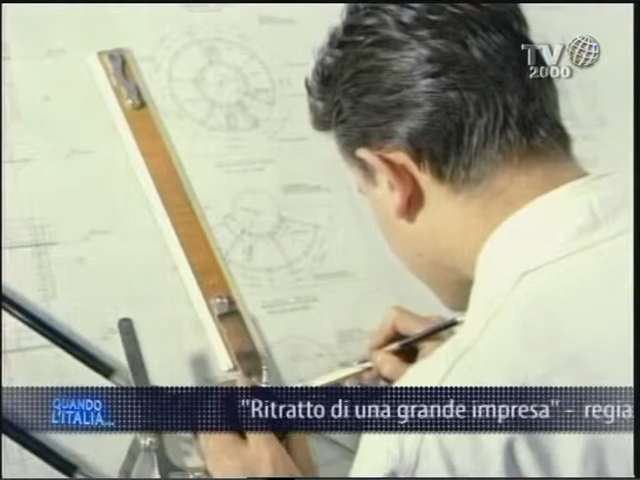 TV
2000
QUANDO
L'ITALIA...
"Ritratto di una grande impresa" - regia